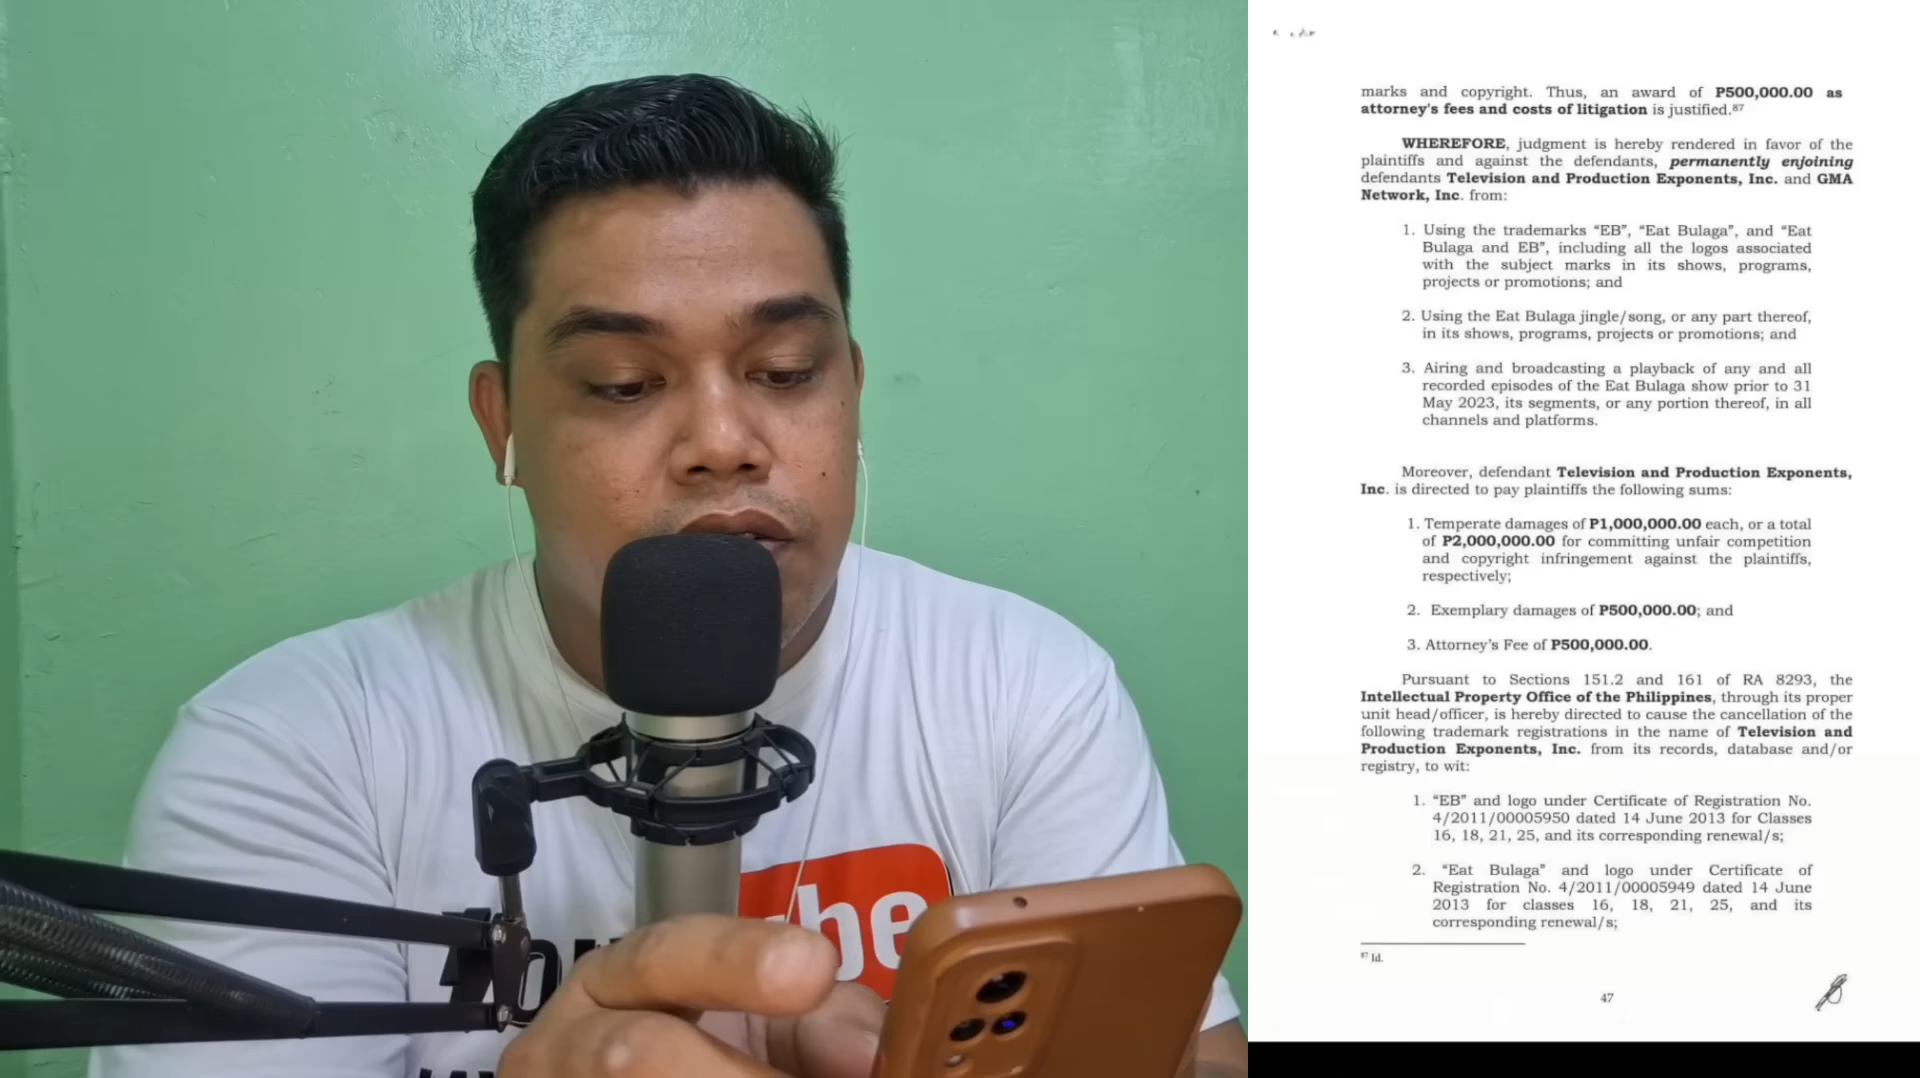 marks and copyright. Thus, an award of P500,000.00 as
attorney's fees and costs of litigation is justified.87
WHEREFORE, judgment is hereby rendered in favor of the
plaintiffs and against the defendants, permanently enjoining
defendants Television and Production Exponents, Inc. and GMA
Network, Inc. from:
1. Using the trademarks “EB”, “Eat Bulaga”, and “Eat
Bulaga and EB”, including all the logos associated
with the subject marks in its shows, programs,
projects or promotions; and
2. Using the Eat Bulaga jingle/song, or any part thereof,
in its shows, programs, projects or promotions; and
3. Airing and broadcasting a playback of any and all
recorded episodes of the Eat Bulaga show prior to 31
May 2023, its segments, or any portion thereof, in all
channels and platforms.
Moreover, defendant Television and Production Exponents,
Inc. is directed to pay plaintiffs the following sums:
1. Temperate damages of P1,000,000.00 each, or a total
of P2,000,000.00 for committing unfair competition
and copyright infringement against the plaintiffs,
respectively;
2. Exemplary damages of P500,000.00; and
3. Attorney's Fee of P500,000.00.
Pursuant to Sections 151.2 and 161 of RA 8293, the
Intellectual Property Office of the Philippines, through its proper
unit head/officer, is hereby directed to cause the cancellation of the
following trademark registrations in the name of Television and
Production Exponents, Inc. from its records, database and/or
registry, to wit:
1. “EB” and logo under Certificate of Registration No.
4/2011/00005950 dated 14 June 2013 for Classes
16, 18, 21, 25, and its corresponding renewal/s;
2. “Eat Bulaga” and logo under Certificate of
Registration No. 4/2011/00005949 dated 14 June
2013 for classes 16, 18, 21, 25, and its
corresponding renewal/s;
87 Id.
47
be